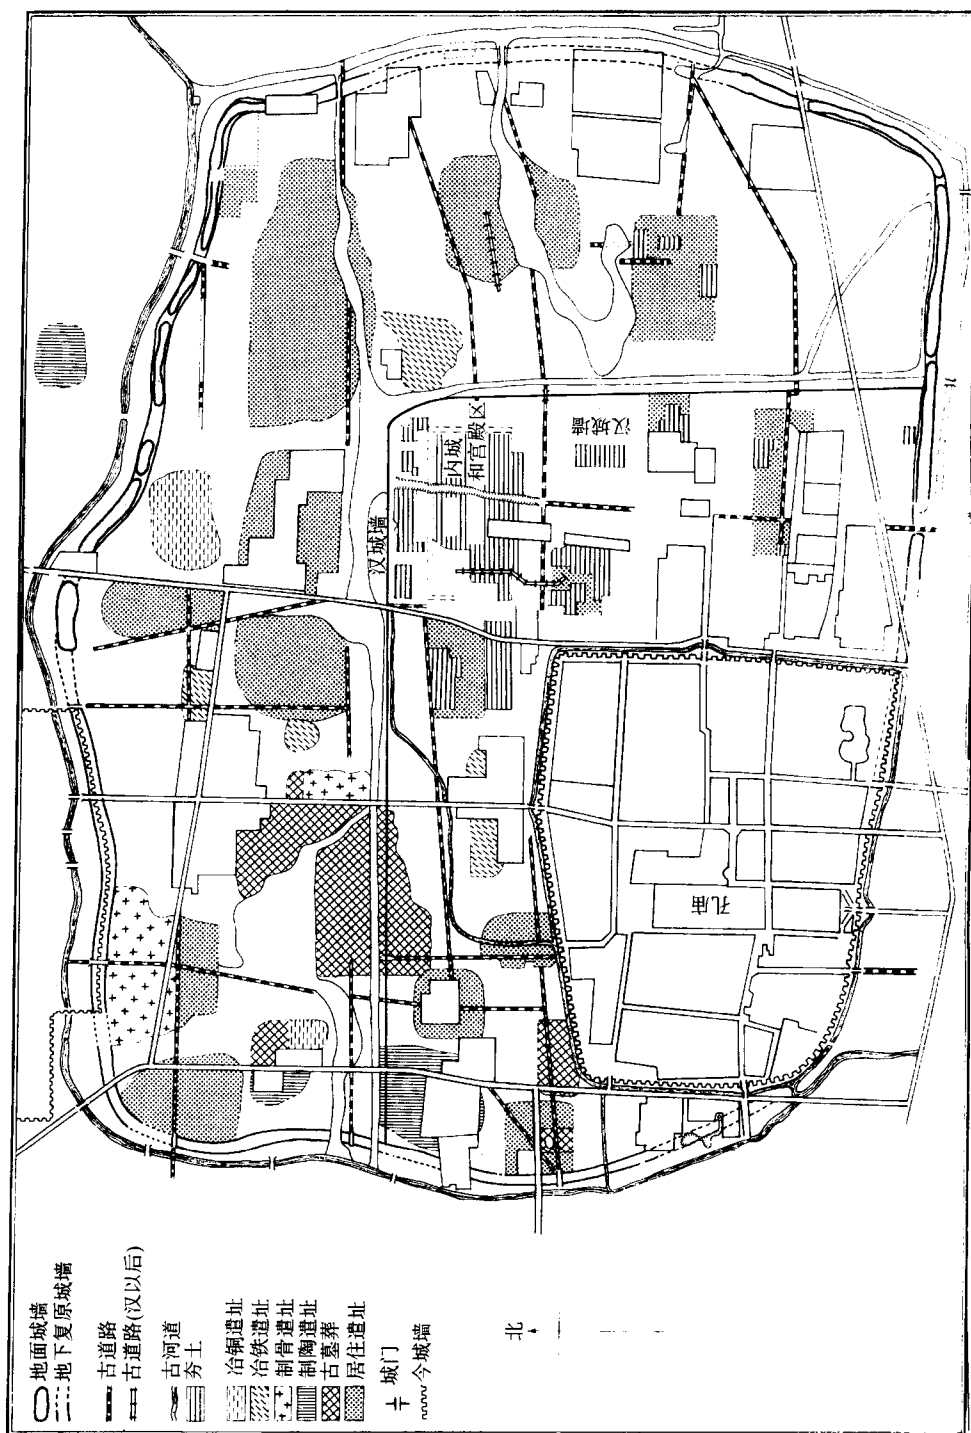 汉城墙
内城
和宫殿区
汉城墙
孔庙
地面城墙
地下复原城墙
古道路
古道路(汉以后)
古河道
夯土
冶铜遗址
冶铁遗址
制骨遗址
制陶遗址
古墓葬
居住遗址
城门
今城墙
北